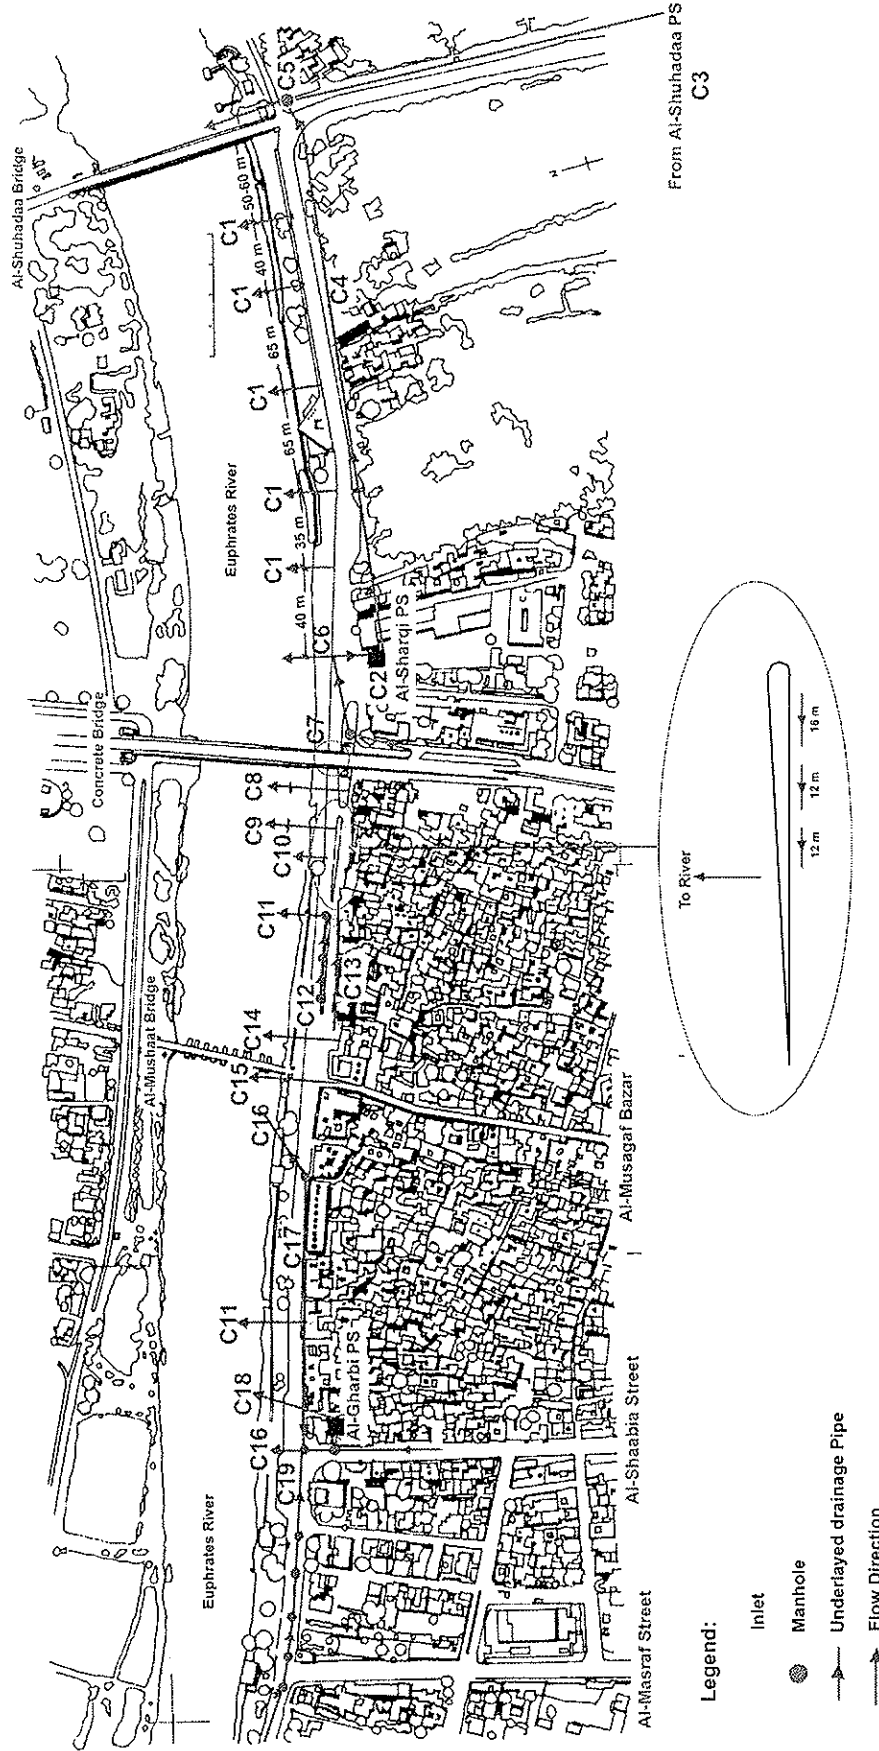 Al-Shuhadaa Bridge
Concrete Bridge
Al-Mushaat Bridge
Euphrates River
Euphrates River
C5
50-60 m
C1
40 m
C1
65 m
C1
65 m
C1
35 m
C1
40 m
C4
C6
C2
Al-Sharqi PS
C7
C8
C9
C10
C11
C12
C13
C14
C15
C16
C17
C11
C18
Al-Gharbi PS
C16
C19
From Al-Shuhadaa PS
C3
N
Al-Musagaf Bazar
Al-Shaabia Street
Al-Masraf Street
To River
12 m
12 m
16 m
Legend:
Inlet
Manhole
Underlayed drainage Pipe
Flow Direction